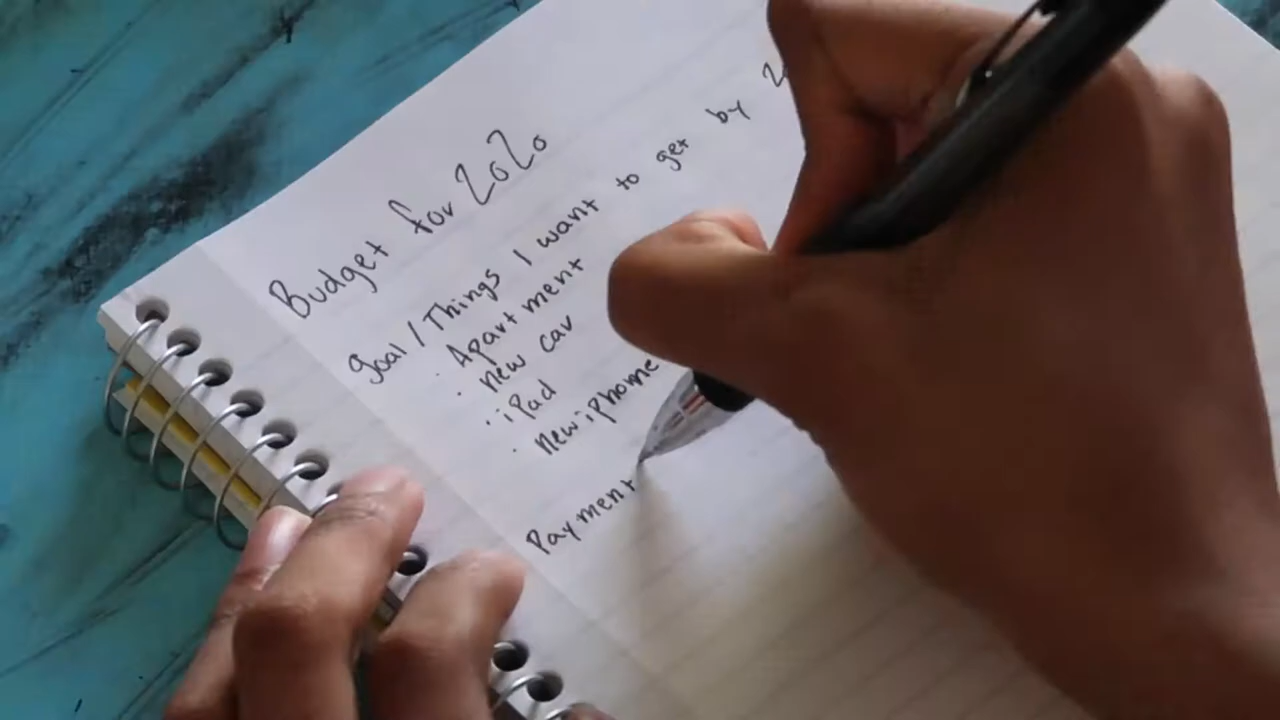 Budget for 2020
Goal / Things I want to get by
· Apartment
· New car
· iPad
· New iphone
Payment